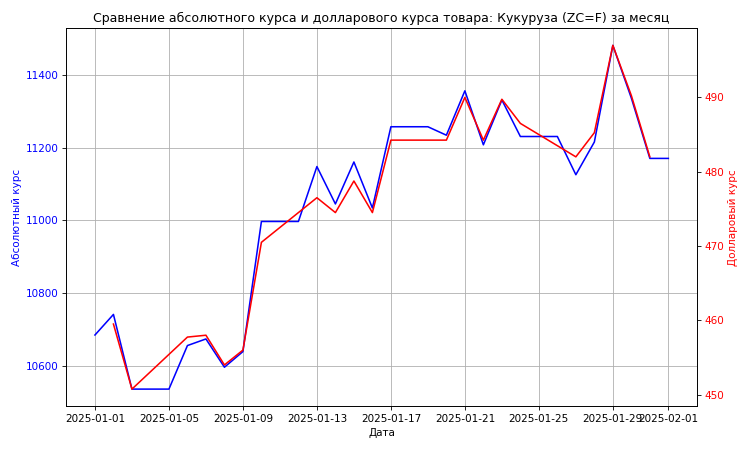 Сравнение абсолютного курса и долларового курса товара: Кукуруза (ZC=F) за месяц
Абсолютный курс
11400
11200
11000
10800
10600
490
480
470
460
450
Долларовый курс
2025-01-01 2025-01-05 2025-01-09 2025-01-13 2025-01-17 2025-01-21 2025-01-25 2025-01-29 2025-02-01
Дата